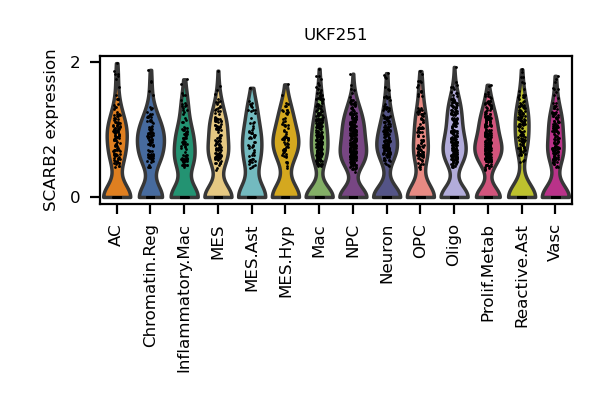 UKF251
SCARB2 expression
2
0
AC
Chromatin.Reg
Inflammatory.Mac
MES
MES.Ast
MES.Hyp
Mac
NPC
Neuron
OPC
Oligo
Prolif.Metab
Reactive.Ast
Vasc